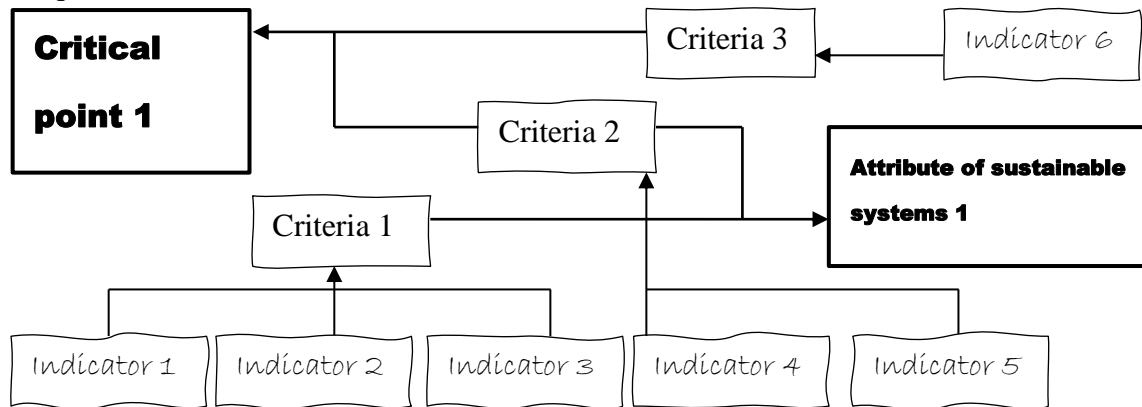 Critical
point 1
Criteria 3
Indicator 6
Criteria 2
Attribute of sustainable
systems 1
Criteria 1
Indicator 1
Indicator 2
Indicator 3
Indicator 4
Indicator 5